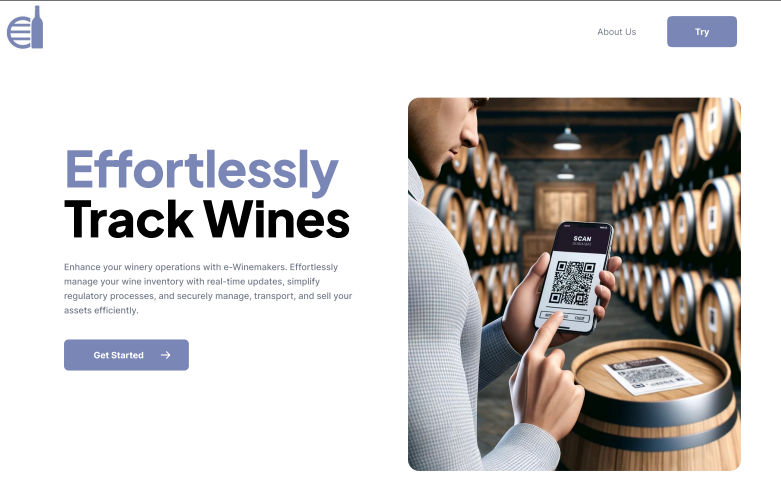 About Us
Try
Effortlessly
Track Wines
Enhance your winery operations with e-Winemakers. Effortlessly
manage your wine inventory with real-time updates, simplify
regulatory processes, and securely manage, transport, and sell your
assets efficiently.
Get Started
SCAN